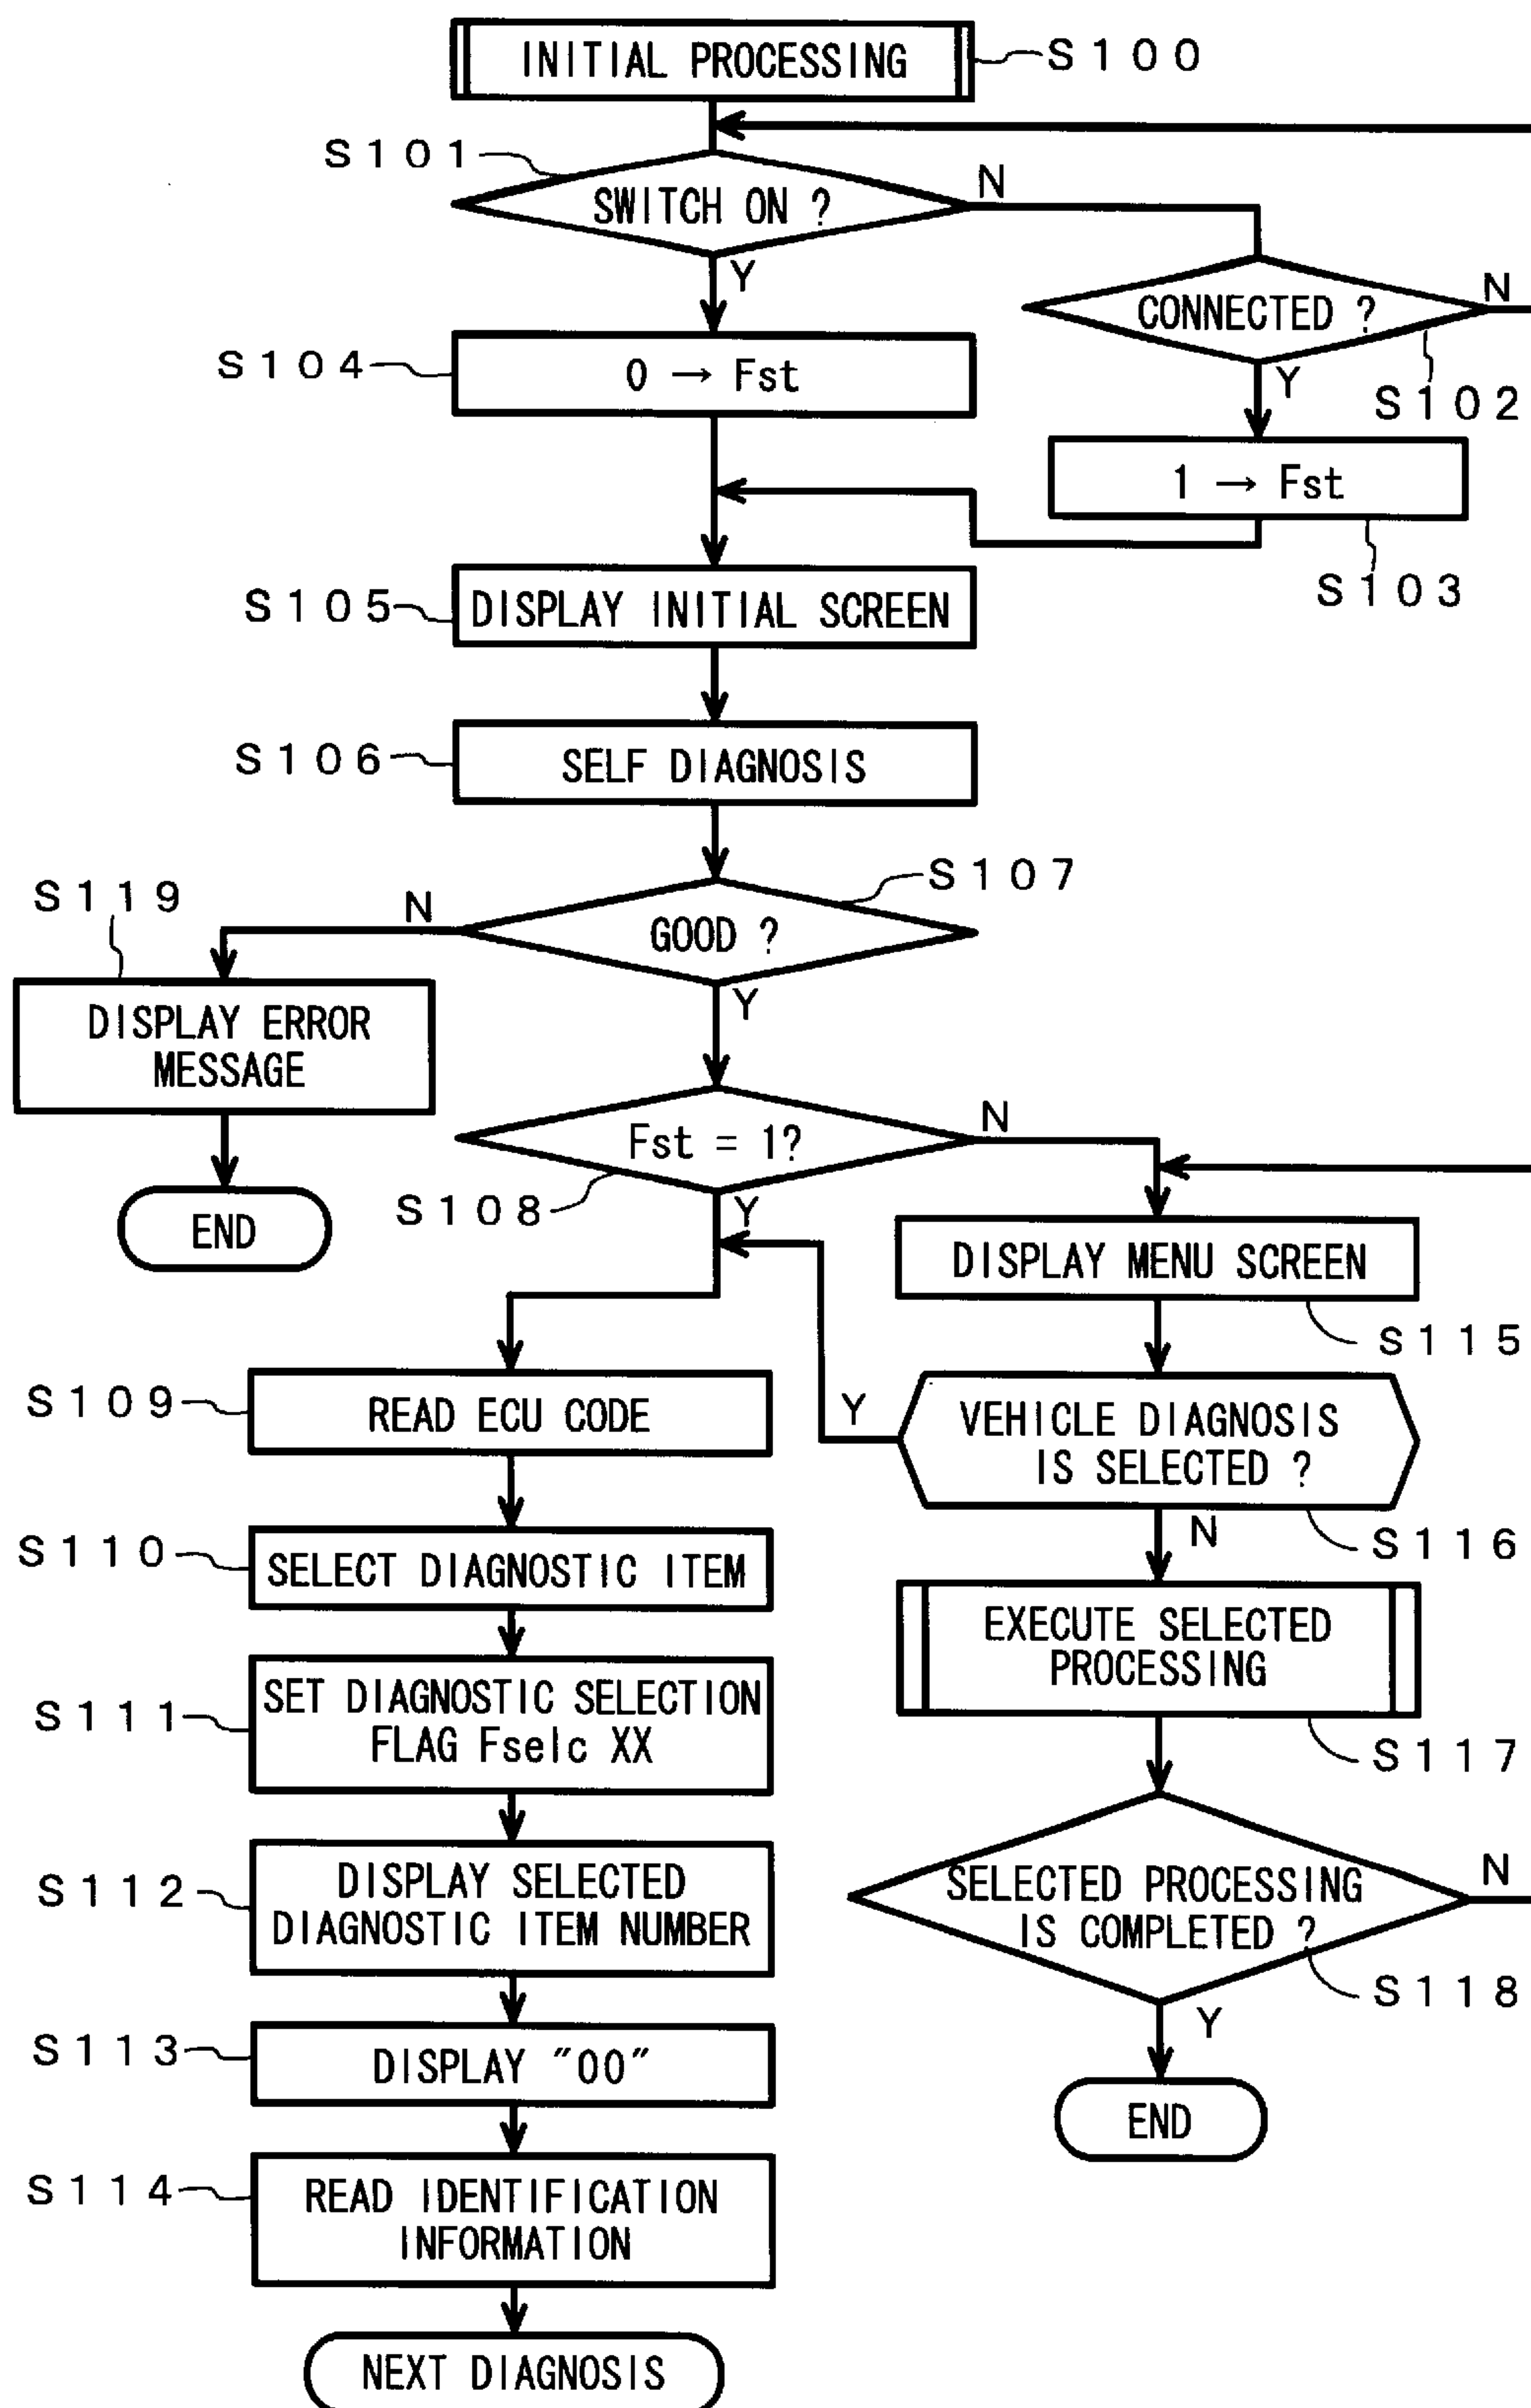 INITIAL PROCESSING
S100
S101
SWITCH ON ?
N
Y
CONNECTED ?
N
S102
Y
S104
0 → Fst
1 → Fst
S103
S105
DISPLAY INITIAL SCREEN
S106
SELF DIAGNOSIS
S107
GOOD ?
N
Y
S119
DISPLAY ERROR
MESSAGE
END
Fst = 1?
N
S108
Y
DISPLAY MENU SCREEN
S115
S109
READ ECU CODE
Y
VEHICLE DIAGNOSIS
IS SELECTED ?
S116
N
S110
SELECT DIAGNOSTIC ITEM
EXECUTE SELECTED
PROCESSING
S117
S111
SET DIAGNOSTIC SELECTION
FLAG Fselc XX
S112
DISPLAY SELECTED
DIAGNOSTIC ITEM NUMBER
SELECTED PROCESSING
IS COMPLETED ?
N
S118
Y
END
S113
DISPLAY "00"
S114
READ IDENTIFICATION
INFORMATION
NEXT DIAGNOSIS